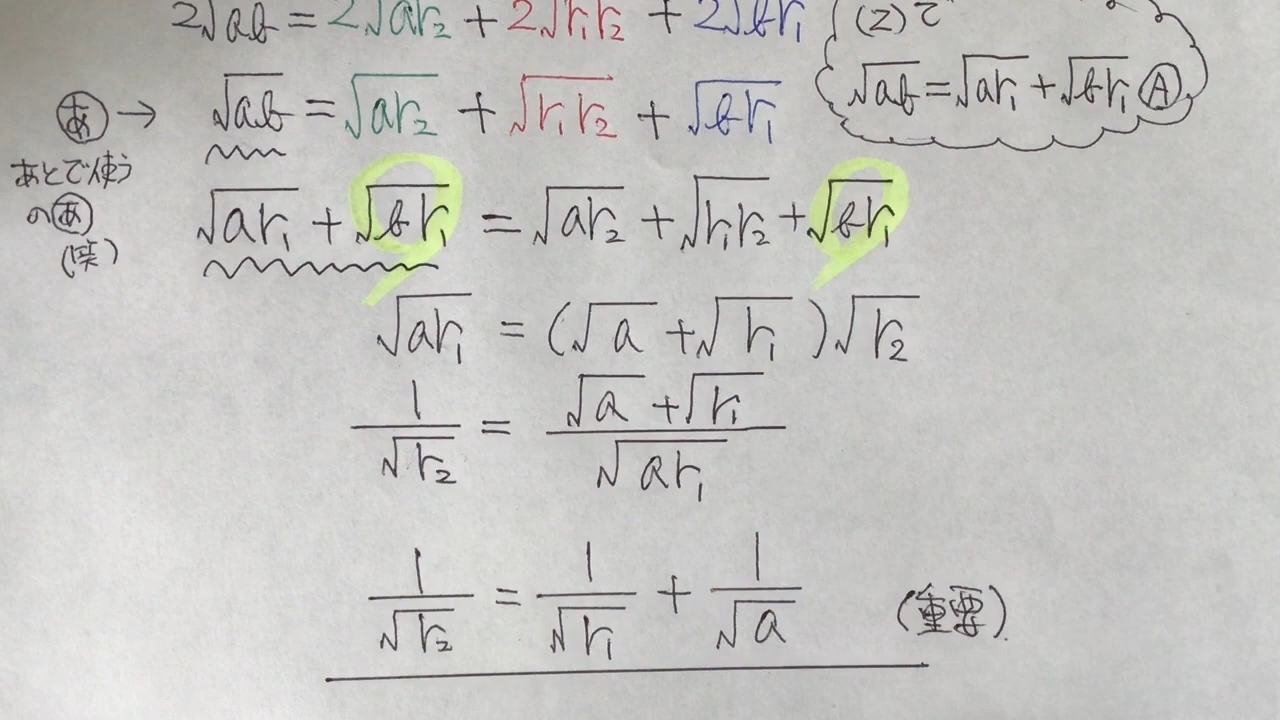 2√ab = 2√ar₂ + 2√r₁r₂ + 2√br₁
(2)で
√ab = √ar₁ + √br₁ Ⓐ
㋐→ √ab = √ar₂ + √r₁r₂ + √br₁
あとで使う
のあ
(笑)
√ar₁ + √br₁ = √ar₂ + √r₁r₂ + √br₁
√ar₁ = (√a + √r₁)√r₂
1/√r₂ = (√a + √r₁)/√ar₁
1/√r₂ = 1/√r₁ + 1/√a (重要)